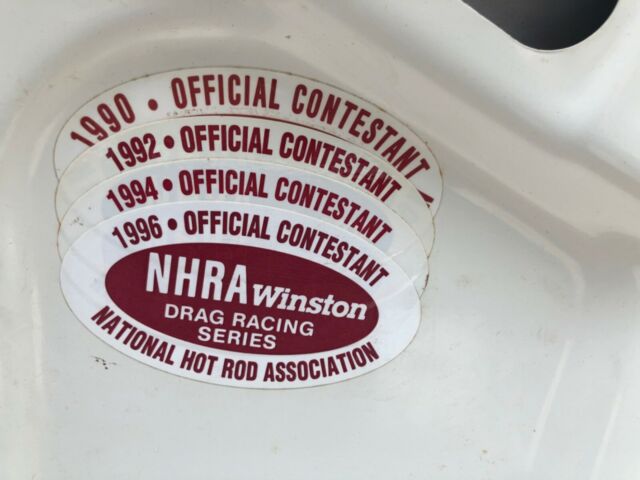 1990 • OFFICIAL CONTESTANT
1992 • OFFICIAL CONTESTANT
1994 • OFFICIAL CONTESTANT
1996 • OFFICIAL CONTESTANT
NHRA Winston
DRAG RACING
SERIES
NATIONAL HOT ROD ASSOCIATION